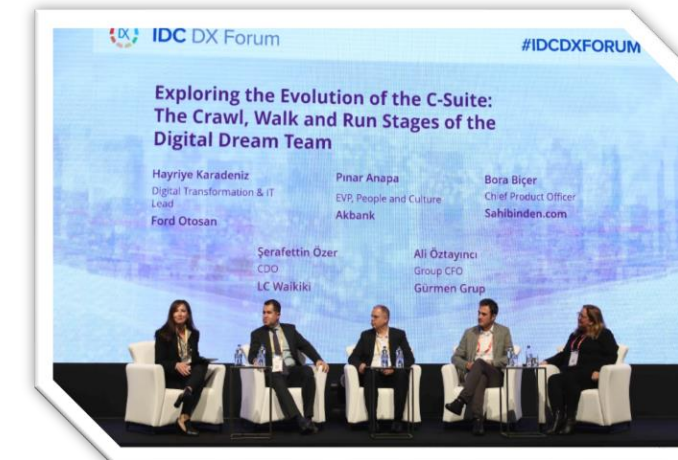 IDC DX Forum
#IDCDXFORUM
Exploring the Evolution of the C-Suite:
The Crawl, Walk and Run Stages of the
Digital Dream Team
Hayriye Karadeniz
Digital Transformation & IT
Lead
Ford Otosan
Pınar Anapa
EVP, People and Culture
Akbank
Bora Biçer
Chief Product Officer
Sahibinden.com
Şerafettin Özer
CDO
LC Waikiki
Ali Öztayıncı
Group CFO
Gürmen Grup